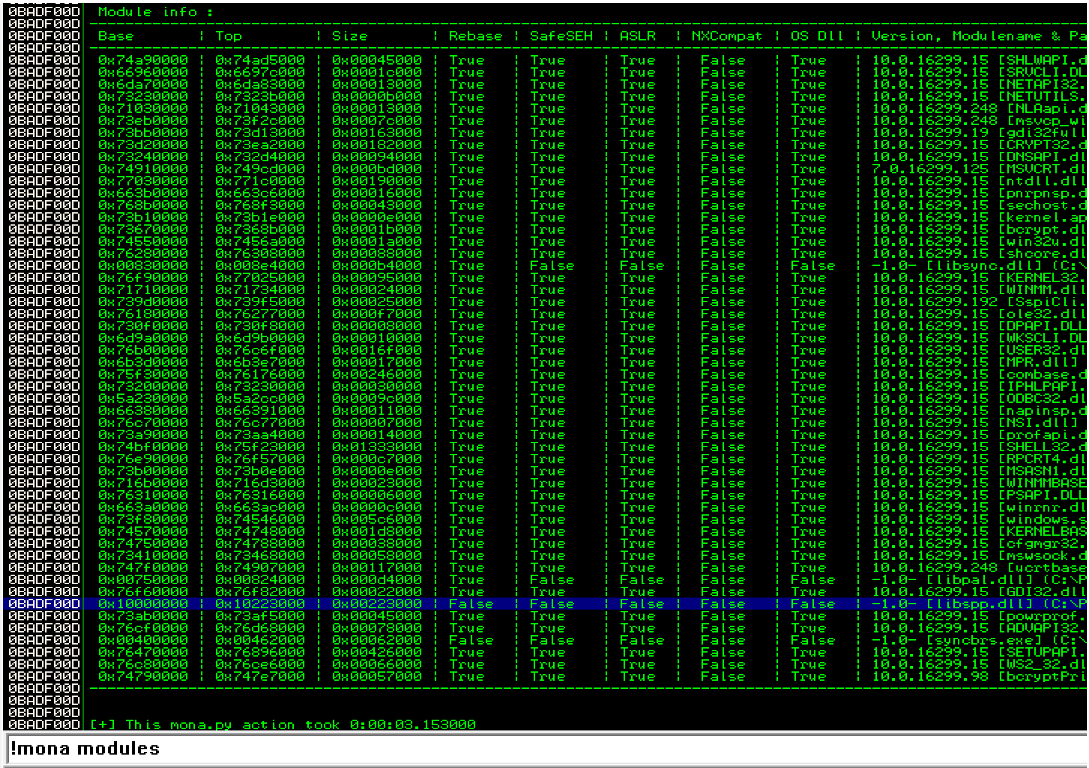 0BADF00D Module info :
0BADF00D ----------------------------------------------------------------
0BADF00D Base | Top | Size | Rebase | SafeSEH | ASLR | NXCompat | OS Dll | Version, Modulename & Pa
0BADF00D ----------------------------------------------------------------
0BADF00D 0x74a90000 | 0x74ad5000 | 0x00045000 | True | True | True | False | True | 10.0.16299.15 [SHLWAPI.d
0BADF00D 0x66960000 | 0x6697c000 | 0x0001c000 | True | True | True | False | True | 10.0.16299.15 [SRVCLI.DL
0BADF00D 0x6da70000 | 0x6da83000 | 0x00013000 | True | True | True | False | True | 10.0.16299.15 [NETAPI32.
0BADF00D 0x73230000 | 0x7323b000 | 0x0000b000 | True | True | True | False | True | 10.0.16299.15 [NETUTILS.
0BADF00D 0x71030000 | 0x71043000 | 0x00013000 | True | True | True | False | True | 10.0.16299.248 [NLAapi.d
0BADF00D 0x73eb0000 | 0x73f2c000 | 0x0007c000 | True | True | True | False | True | 10.0.16299.248 [msvcp_wi
0BADF00D 0x73bb0000 | 0x73d13000 | 0x00163000 | True | True | True | False | True | 10.0.16299.19 [gdi32full
0BADF00D 0x73d20000 | 0x73ea2000 | 0x00182000 | True | True | True | False | True | 10.0.16299.15 [CRYPT32.d
0BADF00D 0x73240000 | 0x732d4000 | 0x00094000 | True | True | True | False | True | 10.0.16299.15 [DNSAPI.dl
0BADF00D 0x74910000 | 0x749cd000 | 0x000bd000 | True | True | True | False | True | 7.0.16299.125 [MSVCRT.dl
0BADF00D 0x77030000 | 0x771c0000 | 0x00190000 | True | True | True | False | True | 10.0.16299.15 [ntdll.dll
0BADF00D 0x663b0000 | 0x663c6000 | 0x00016000 | True | True | True | False | True | 10.0.16299.15 [pnrpnsp.d
0BADF00D 0x768b0000 | 0x768f3000 | 0x00043000 | True | True | True | False | True | 10.0.16299.15 [sechost.d
0BADF00D 0x73b10000 | 0x73b1e000 | 0x0000e000 | True | True | True | False | True | 10.0.16299.15 [kernel.ap
0BADF00D 0x73670000 | 0x7368b000 | 0x0001b000 | True | True | True | False | True | 10.0.16299.15 [bcrypt.dl
0BADF00D 0x74550000 | 0x7456a000 | 0x0001a000 | True | True | True | False | True | 10.0.16299.15 [win32u.dl
0BADF00D 0x76280000 | 0x76308000 | 0x00088000 | True | True | True | False | True | 10.0.16299.15 [shcore.dl
0BADF00D 0x00830000 | 0x008e4000 | 0x000b4000 | True | False | False | False | False | -1.0- [libsync.dll] (C:\
0BADF00D 0x76f90000 | 0x77025000 | 0x00095000 | True | True | True | False | True | 10.0.16299.15 [KERNEL32.
0BADF00D 0x71710000 | 0x71734000 | 0x00024000 | True | True | True | False | True | 10.0.16299.15 [WINMM.dll
0BADF00D 0x739d0000 | 0x739f5000 | 0x00025000 | True | True | True | False | True | 10.0.16299.192 [SspiCli.
0BADF00D 0x76180000 | 0x76277000 | 0x000f7000 | True | True | True | False | True | 10.0.16299.15 [ole32.dll
0BADF00D 0x730f0000 | 0x730f8000 | 0x00008000 | True | True | True | False | True | 10.0.16299.15 [DPAPI.DLL
0BADF00D 0x6d9a0000 | 0x6d9b0000 | 0x00010000 | True | True | True | False | True | 10.0.16299.15 [WKSCLI.DL
0BADF00D 0x76b00000 | 0x76c6f000 | 0x0016f000 | True | True | True | False | True | 10.0.16299.15 [USER32.dl
0BADF00D 0x6b3d0000 | 0x6b3e7000 | 0x00017000 | True | True | True | False | True | 10.0.16299.15 [MPR.dll]
0BADF00D 0x75f30000 | 0x76176000 | 0x00246000 | True | True | True | False | True | 10.0.16299.15 [combase.d
0BADF00D 0x73200000 | 0x73230000 | 0x00030000 | True | True | True | False | True | 10.0.16299.15 [IPHLPAPI.
0BADF00D 0x5a230000 | 0x5a2cc000 | 0x0009c000 | True | True | True | False | True | 10.0.16299.15 [ODBC32.dl
0BADF00D 0x66380000 | 0x66391000 | 0x00011000 | True | True | True | False | True | 10.0.16299.15 [napinsp.d
0BADF00D 0x76c70000 | 0x76c77000 | 0x00007000 | True | True | True | False | True | 10.0.16299.15 [NSI.dll]
0BADF00D 0x73a90000 | 0x73aa4000 | 0x00014000 | True | True | True | False | True | 10.0.16299.15 [profapi.d
0BADF00D 0x74bf0000 | 0x75f23000 | 0x01333000 | True | True | True | False | True | 10.0.16299.15 [SHELL32.d
0BADF00D 0x76e90000 | 0x76f57000 | 0x000c7000 | True | True | True | False | True | 10.0.16299.15 [RPCRT4.dl
0BADF00D 0x73b00000 | 0x73b0e000 | 0x0000e000 | True | True | True | False | True | 10.0.16299.15 [MSASN1.dl
0BADF00D 0x716b0000 | 0x716d3000 | 0x00023000 | True | True | True | False | True | 10.0.16299.15 [WINMMBASE
0BADF00D 0x76310000 | 0x76316000 | 0x00006000 | True | True | True | False | True | 10.0.16299.15 [PSAPI.DLL
0BADF00D 0x663a0000 | 0x663ac000 | 0x0000c000 | True | True | True | False | True | 10.0.16299.15 [winrnr.dl
0BADF00D 0x73f80000 | 0x74546000 | 0x005c6000 | True | True | True | False | True | 10.0.16299.15 [windows.s
0BADF00D 0x74570000 | 0x74748000 | 0x001d8000 | True | True | True | False | True | 10.0.16299.15 [KERNELBAS
0BADF00D 0x74750000 | 0x74788000 | 0x00038000 | True | True | True | False | True | 10.0.16299.15 [cfgmgr32.
0BADF00D 0x73410000 | 0x73468000 | 0x00058000 | True | True | True | False | True | 10.0.16299.15 [mswsock.d
0BADF00D 0x747f0000 | 0x74907000 | 0x00117000 | True | True | True | False | True | 10.0.16299.248 [ucrtbase
0BADF00D 0x00750000 | 0x00824000 | 0x000d4000 | True | False | False | False | False | -1.0- [libpal.dll] (C:\P
0BADF00D 0x76f60000 | 0x76f82000 | 0x00022000 | True | True | True | False | True | 10.0.16299.15 [GDI32.dll
0BADF00D 0x10000000 | 0x10223000 | 0x00223000 | False | False | False | False | False | -1.0- [libspp.dll] (C:\P
0BADF00D 0x73ab0000 | 0x73af5000 | 0x00045000 | True | True | True | False | True | 10.0.16299.15 [powrprof.
0BADF00D 0x76cf0000 | 0x76d68000 | 0x00078000 | True | True | True | False | True | 10.0.16299.15 [ADVAPI32.
0BADF00D 0x00400000 | 0x00462000 | 0x00062000 | False | False | False | False | False | -1.0- [syncbrs.exe] (C:\
0BADF00D 0x76470000 | 0x76896000 | 0x00426000 | True | True | True | False | True | 10.0.16299.15 [SETUPAPI.
0BADF00D 0x76c80000 | 0x76ce6000 | 0x00066000 | True | True | True | False | True | 10.0.16299.15 [WS2_32.dl
0BADF00D 0x74790000 | 0x747e7000 | 0x00057000 | True | True | True | False | True | 10.0.16299.98 [bcryptPri
0BADF00D ----------------------------------------------------------------
0BADF00D
0BADF00D
0BADF00D [+] This mona.py action took 0:00:03.153000
!mona modules